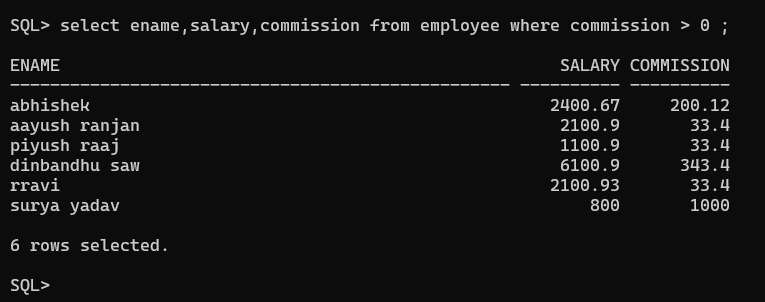 SQL> select ename,salary,commission from employee where commission > 0 ;
ENAME SALARY COMMISSION
-------------------------------------------------- ---------- ----------
abhishek 2400.67 200.12
aayush ranjan 2100.9 33.4
piyush raaj 1100.9 33.4
dinbandhu saw 6100.9 343.4
rravi 2100.93 33.4
surya yadav 800 1000
6 rows selected.
SQL>